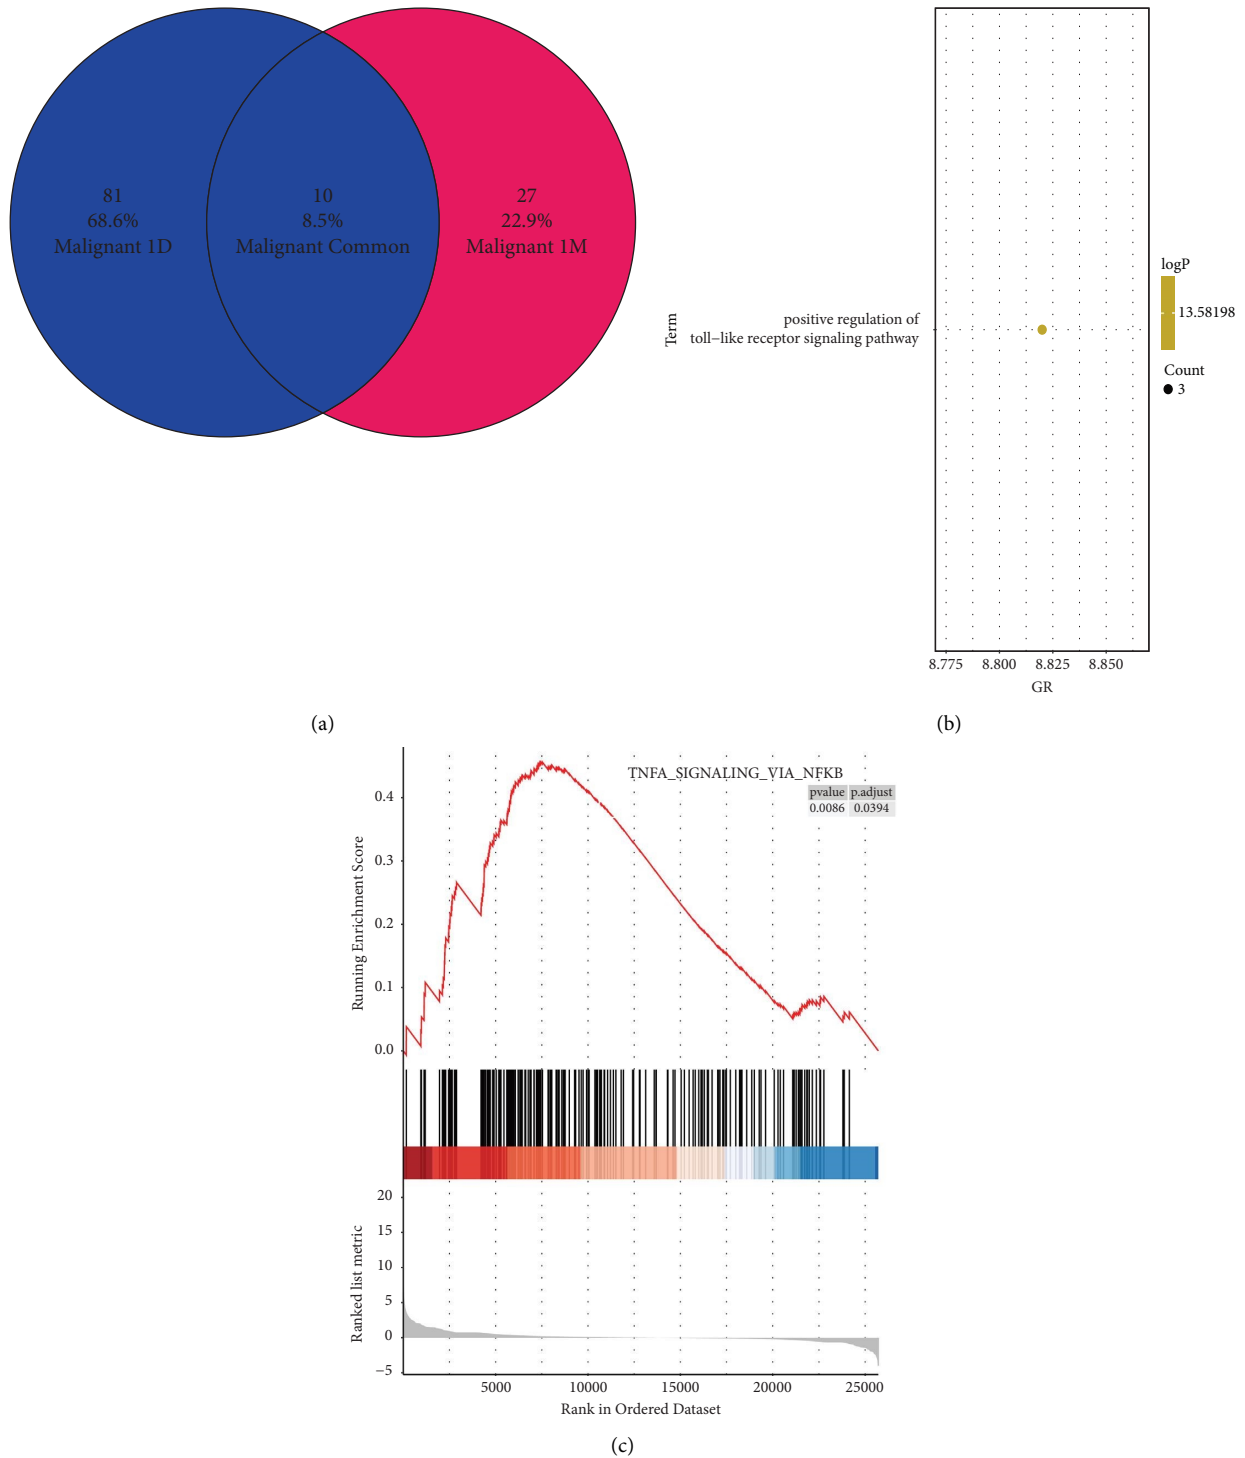 81
68.6%
Malignant 1D
10
8.5%
Malignant Common
27
22.9%
Malignant 1M
(a)
Term
positive regulation of
toll−like receptor signaling pathway
8.775 8.800 8.825 8.850
GR
logP
13.58198
Count
3
(b)
TNFA_SIGNALING_VIA_NFKB
pvalue p.adjust
0.0086 0.0394
Running Enrichment Score
0.4
0.3
0.2
0.1
0.0
Ranked list metric
20
15
10
5
0
−5
5000 10000 15000 20000 25000
Rank in Ordered Dataset
(c)